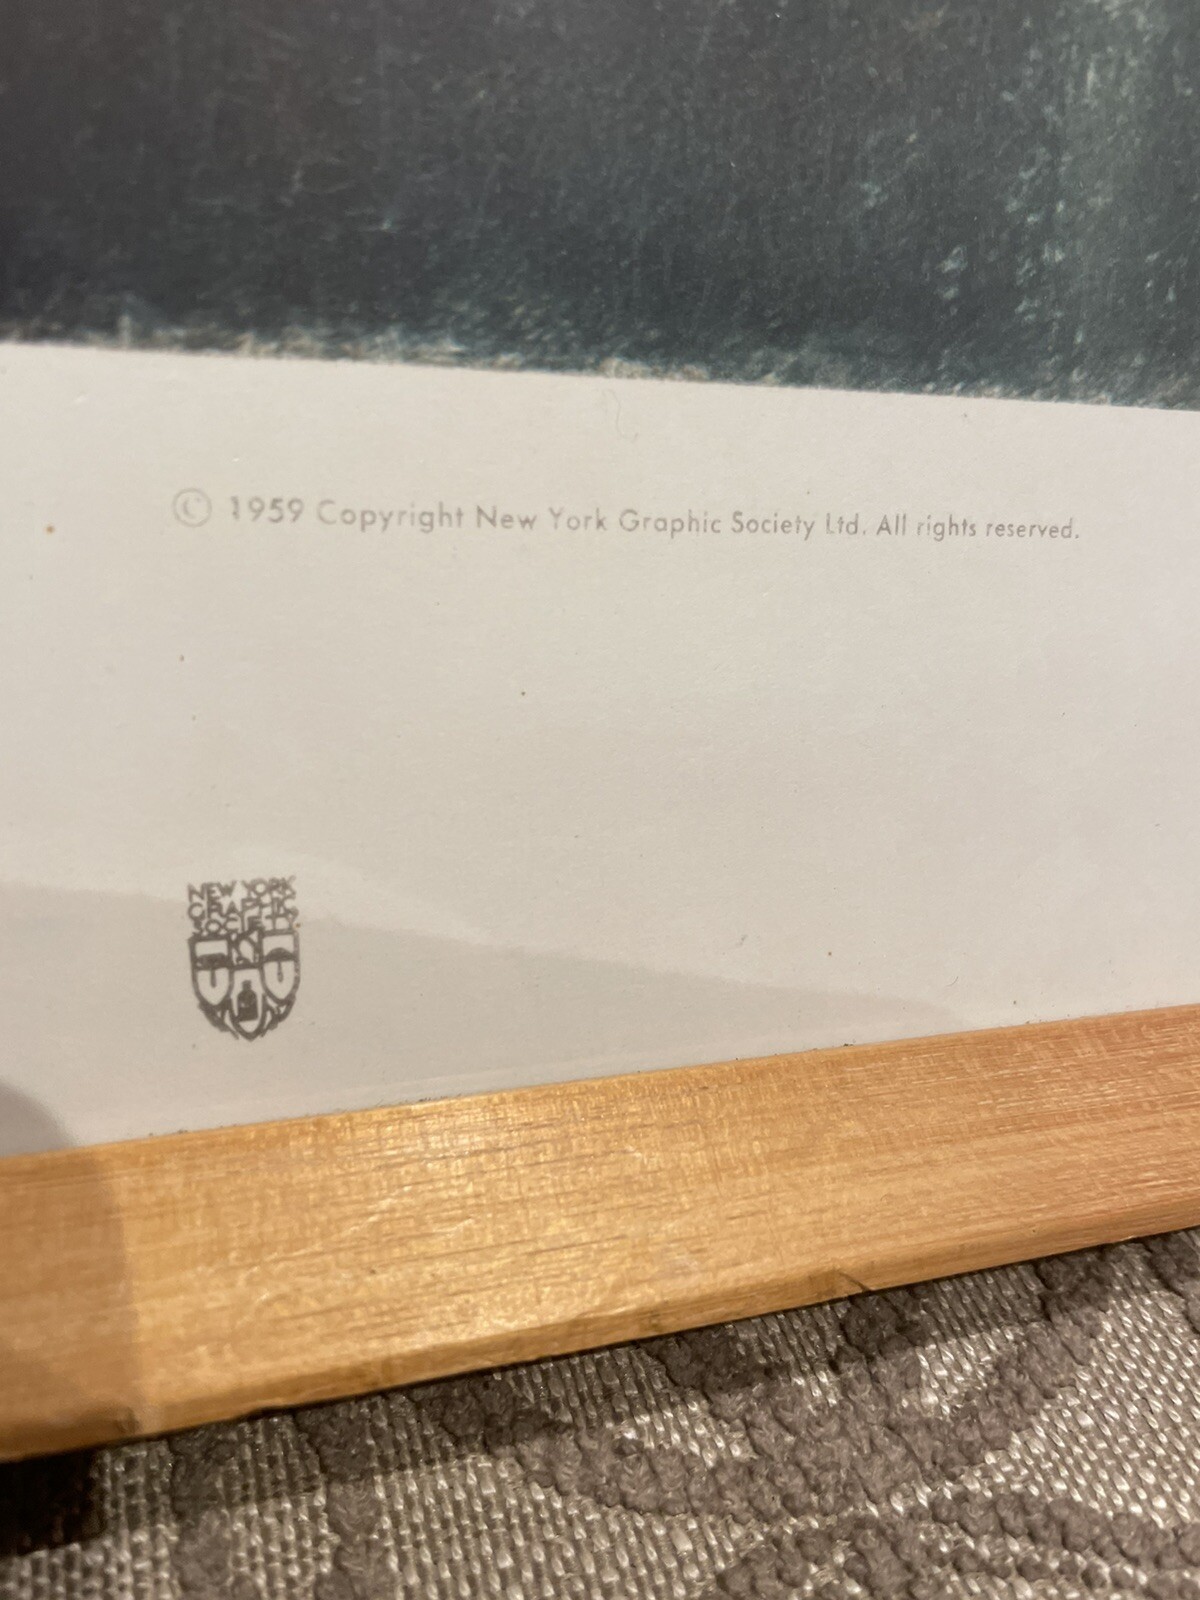 © 1959 Copyright New York Graphic Society Ltd. All rights reserved.
NEW YORK
GRAPHIC
SOCIETY